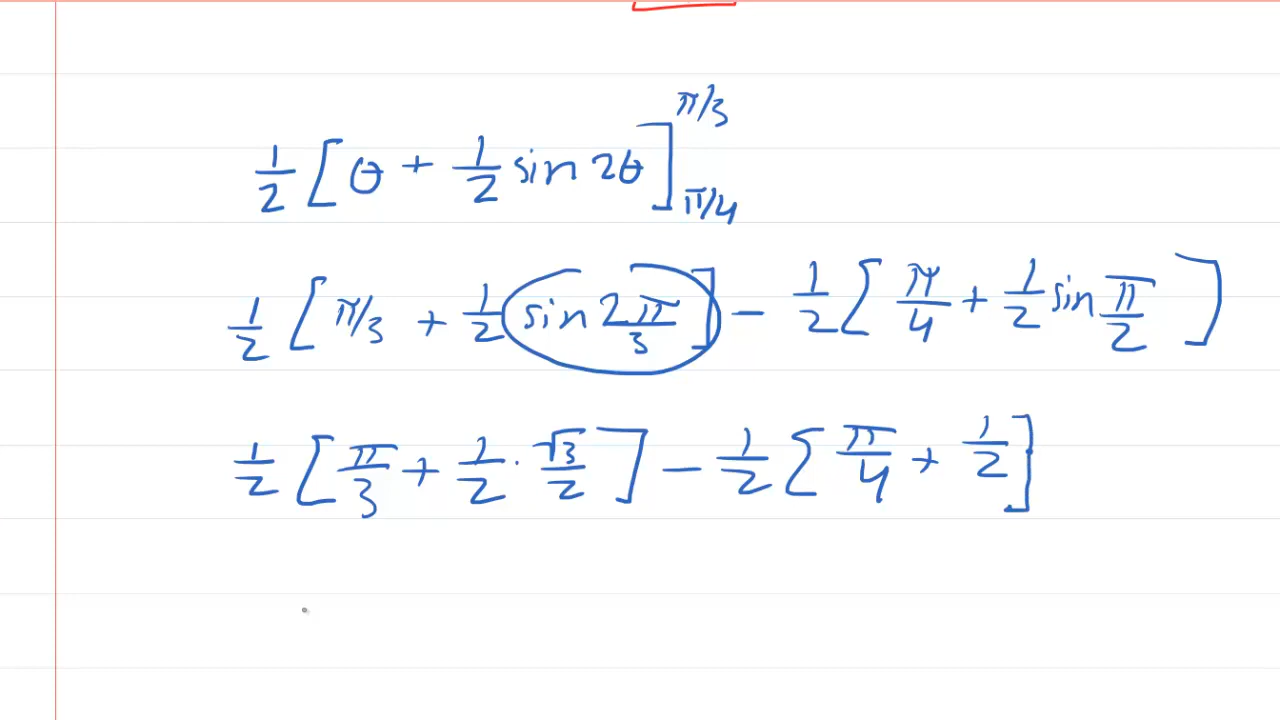 1/2 [θ + 1/2 sin 2θ]π/3 π/4
1/2 [π/3 + 1/2 sin 2π/3] − 1/2 [π/4 + 1/2 sin π/2]
1/2 [π/3 + 1/2 · √3/2] − 1/2 [π/4 + 1/2]